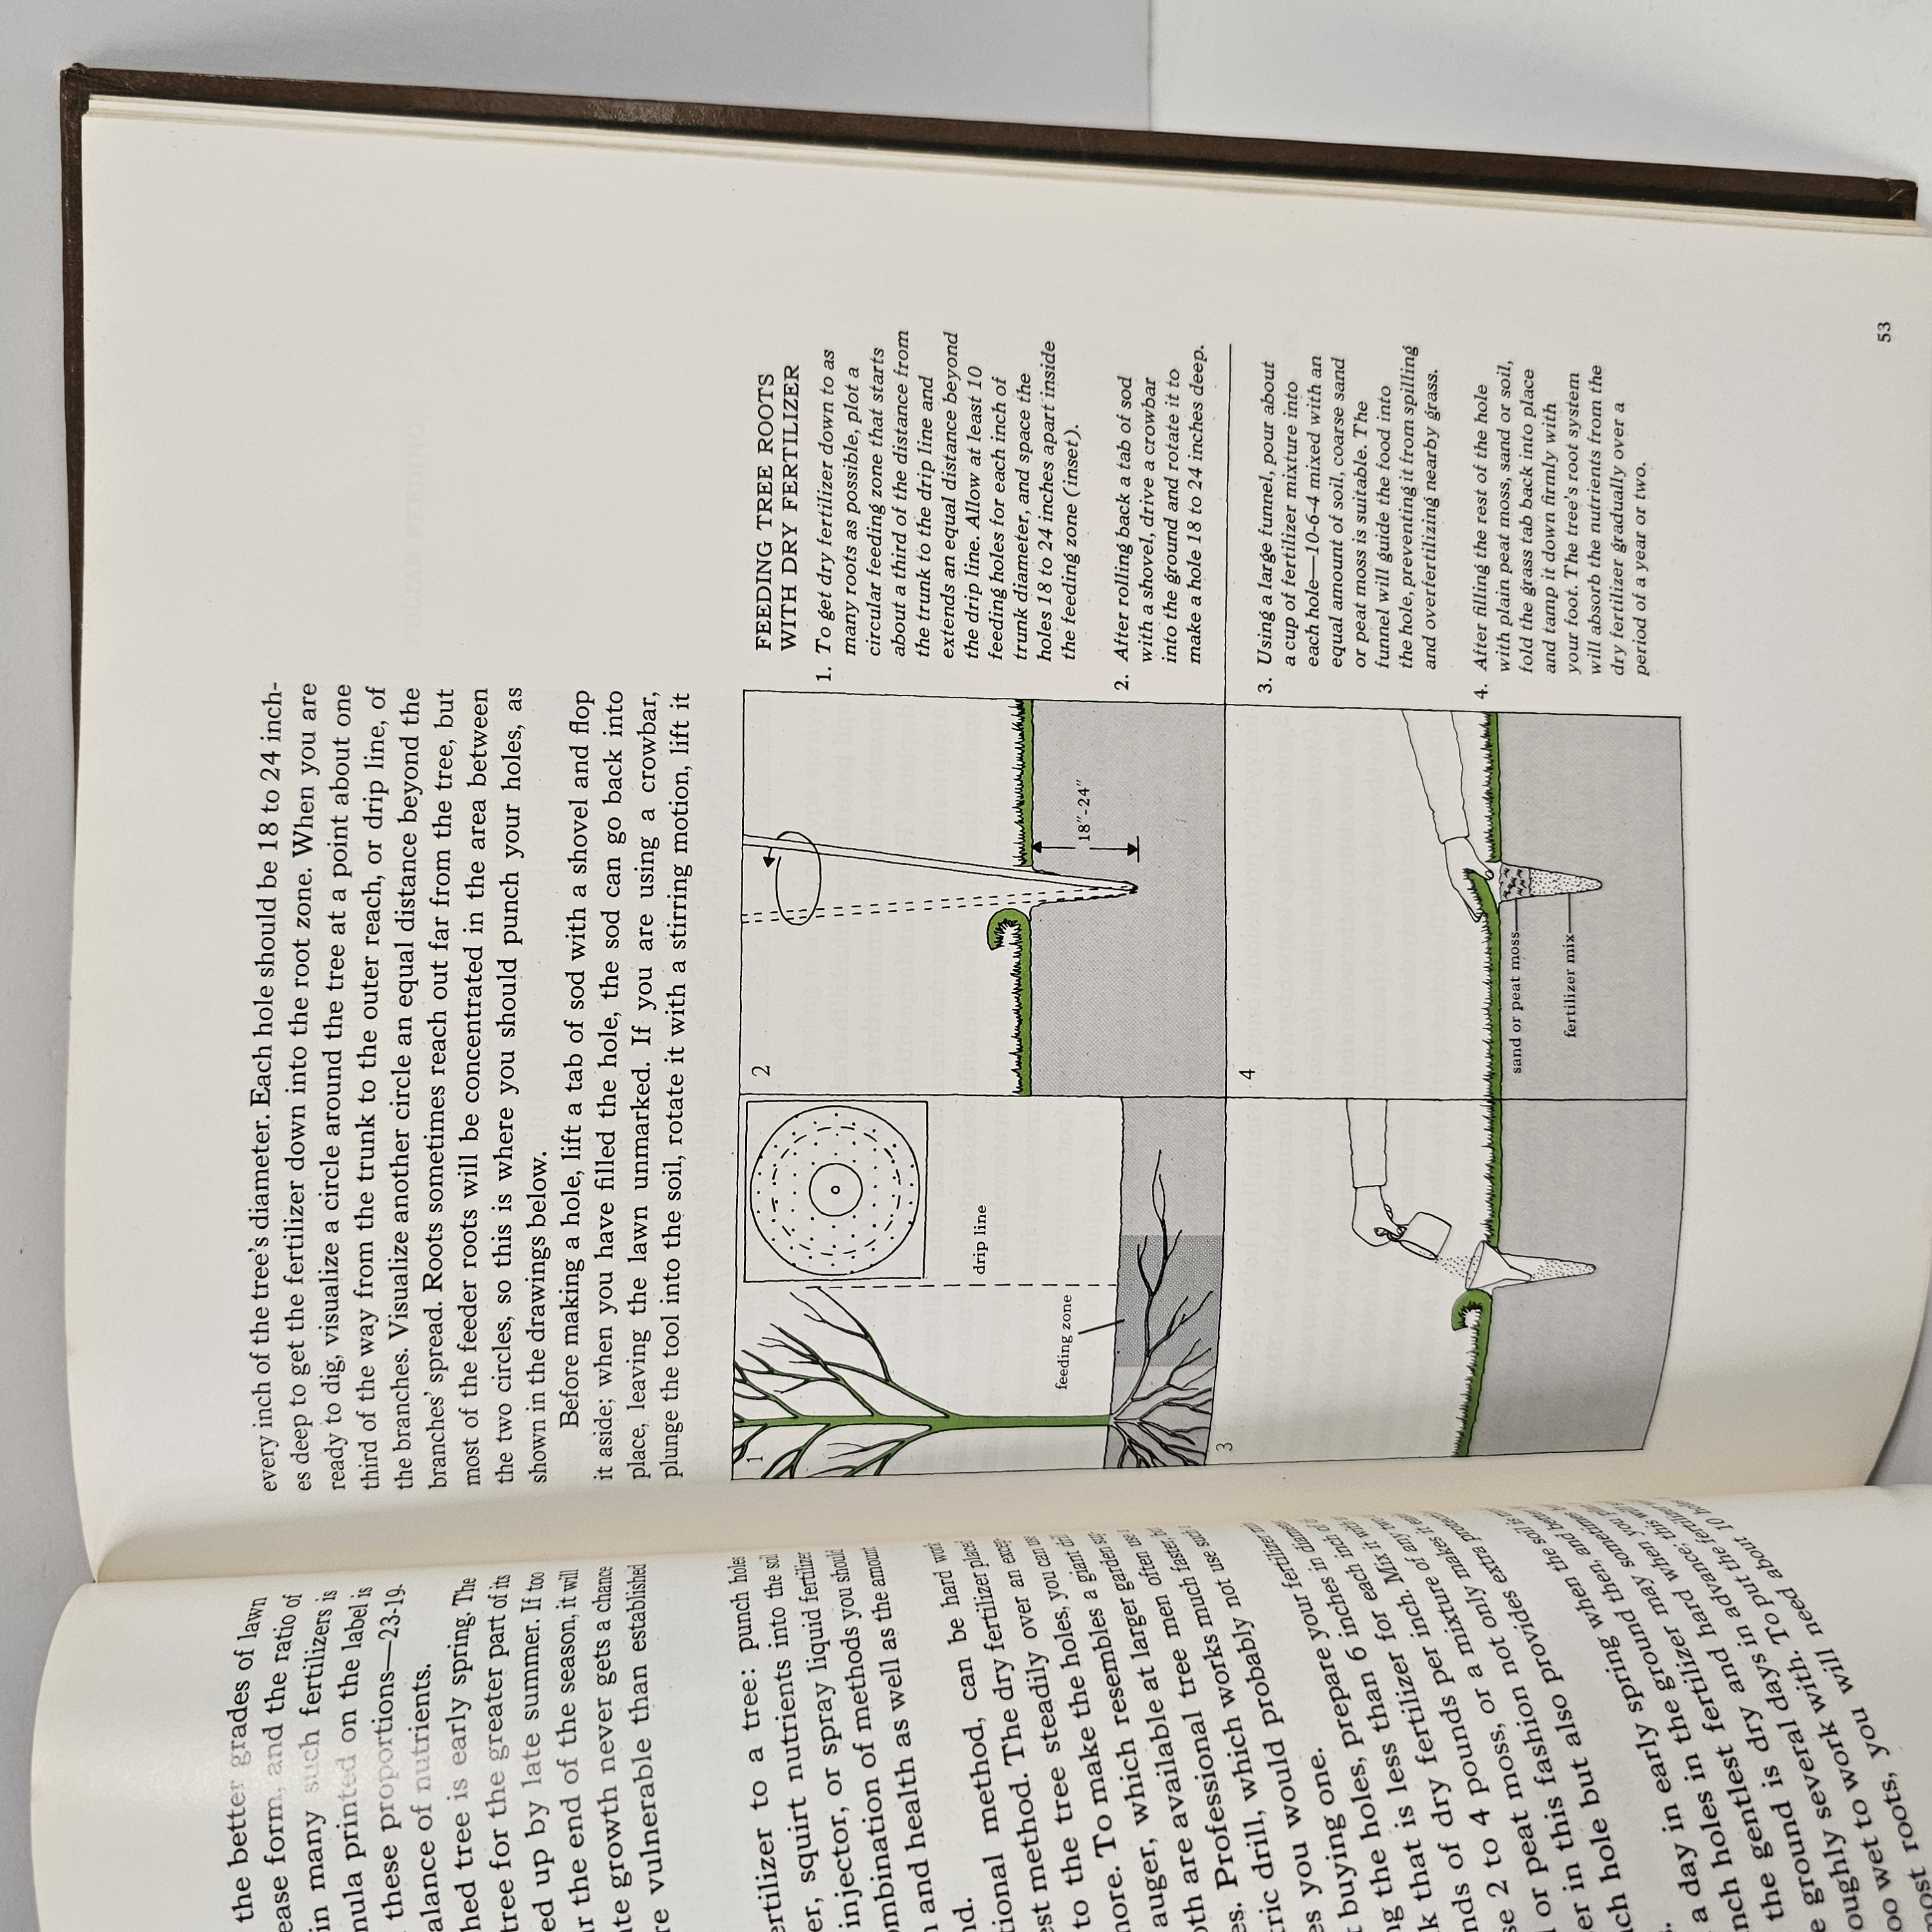 the better grades of lawn
ease form, and the ratio of
in many such fertilizers is
mula printed on the label is
these proportions—23-19-
alance of nutrients.
hed tree is early spring. The
tree for the greater part of its
ed up by late summer. If too
ar the end of the season, it will
ate growth never gets a chance
re vulnerable than established
ertilizer to a tree: punch holes
er, squirt nutrients into the soil
injector, or spray liquid fertilizer
ombination of methods you should
n and health as well as the amount
nd.
tional method, can be hard work
est method. The dry fertilizer placed
to the tree steadily over an excep-
more. To make the holes, you can use
auger, which resembles a giant drill
oth are available at larger garden sup-
es. Professional tree men often use
tric drill, which works much faster, but
es you would probably not use such a
t buying one.
ng the holes, prepare your fertilizer
k that is less than 6 inches in diameter
nds of dry fertilizer for each inch of
se 2 to 4 pounds per inch. Mix it with
l or peat moss, or a mixture of any two
er in this fashion not only makes it
ach hole but also provides extra
s.
a day in early spring when the soil is
unch holes in the ground then, and
the gentlest fertilizer may sometimes
e ground is dry and hard when you
oughly several days in advance; this will
oo wet to work with. To put the fertilizer
most roots, you will need about 10 holes
every inch of the tree's diameter. Each hole should be 18 to 24 inch-
es deep to get the fertilizer down into the root zone. When you are
ready to dig, visualize a circle around the tree at a point about one
third of the way from the trunk to the outer reach, or drip line, of
the branches. Visualize another circle an equal distance beyond the
branches' spread. Roots sometimes reach out far from the tree, but
most of the feeder roots will be concentrated in the area between
the two circles, so this is where you should punch your holes, as
shown in the drawings below.
Before making a hole, lift a tab of sod with a shovel and flop
it aside; when you have filled the hole, the sod can go back into
place, leaving the lawn unmarked. If you are using a crowbar,
plunge the tool into the soil, rotate it with a stirring motion, lift it
1
drip line
feeding zone
2
18"-24"
3
4
sand or peat moss
fertilizer mix
FEEDING TREE ROOTS
WITH DRY FERTILIZER
1. To get dry fertilizer down to as
many roots as possible, plot a
circular feeding zone that starts
about a third of the distance from
the trunk to the drip line and
extends an equal distance beyond
the drip line. Allow at least 10
feeding holes for each inch of
trunk diameter, and space the
holes 18 to 24 inches apart inside
the feeding zone (inset).
2. After rolling back a tab of sod
with a shovel, drive a crowbar
into the ground and rotate it to
make a hole 18 to 24 inches deep.
3. Using a large funnel, pour about
a cup of fertilizer mixture into
each hole—10-6-4 mixed with an
equal amount of soil, coarse sand
or peat moss is suitable. The
funnel will guide the food into
the hole, preventing it from spilling
and overfertilizing nearby grass.
4. After filling the rest of the hole
with plain peat moss, sand or soil,
fold the grass tab back into place
and tamp it down firmly with
your foot. The tree's root system
will absorb the nutrients from the
dry fertilizer gradually over a
period of a year or two.
53